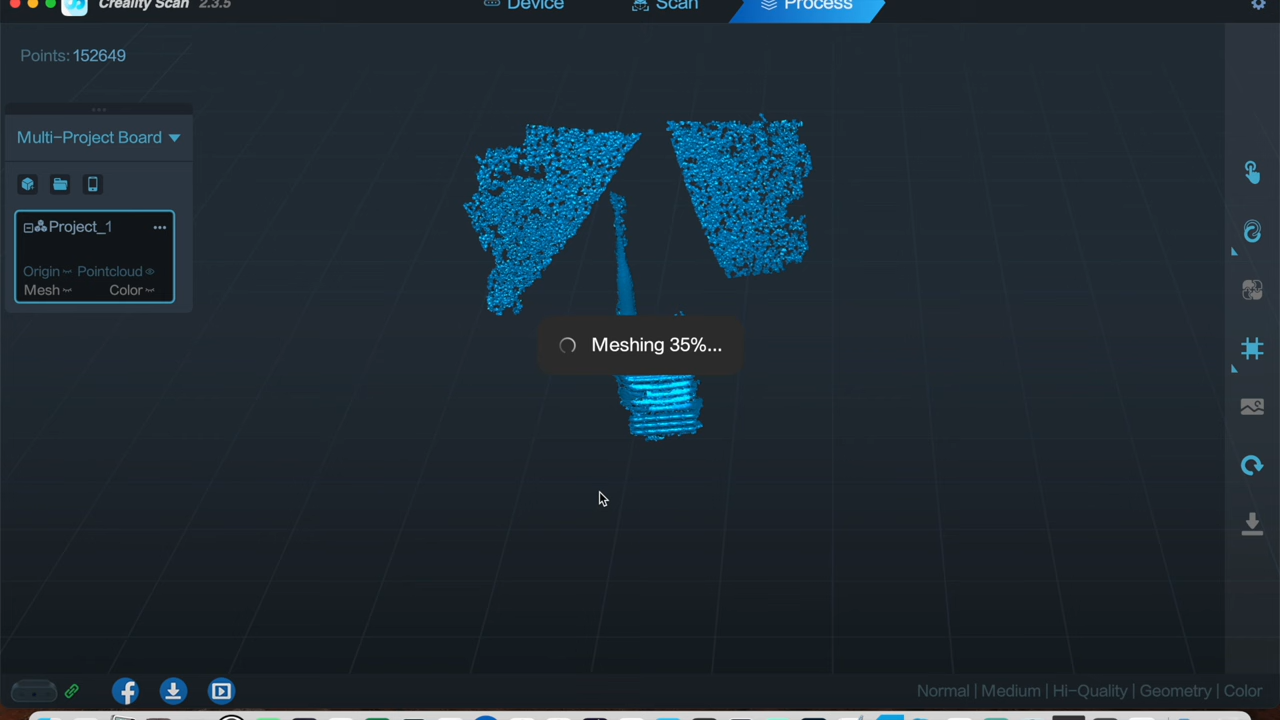 Creality Scan 2.3.5
Device
Scan
Process
Points: 152649
Multi-Project Board
Project_1
Origin Pointcloud
Mesh Color
Meshing 35%...
Normal | Medium | Hi-Quality | Geometry | Color